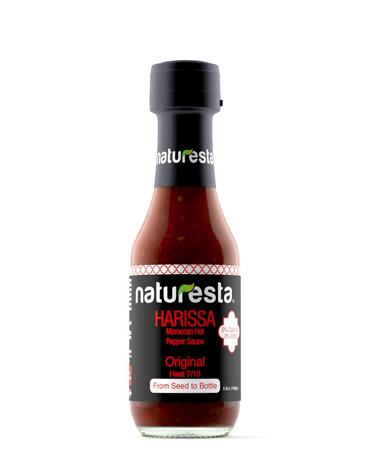 naturesta
naturesta
HARISSA
Moroccan Hot
Pepper Sauce
Original
Heat 7/10
From Seed to Bottle